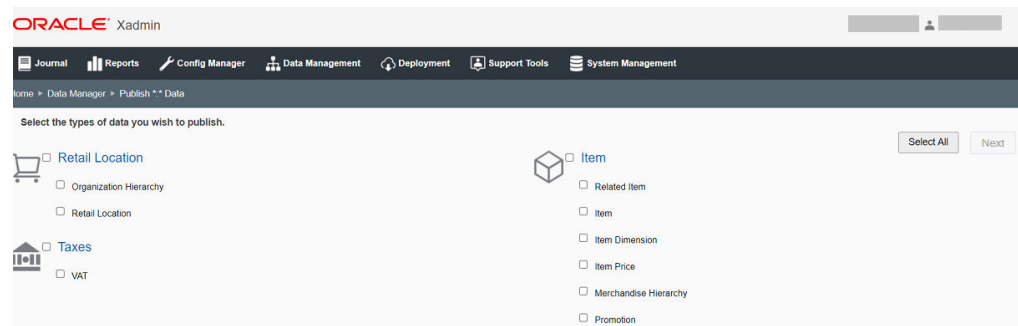 ORACLE® Xadmin
Journal Reports Config Manager Data Management Deployment Support Tools System Management
Home ▸ Data Manager ▸ Publish *:* Data
Select the types of data you wish to publish.
Select All Next
Retail Location
Organization Hierarchy
Retail Location
Taxes
VAT
Item
Related Item
Item
Item Dimension
Item Price
Merchandise Hierarchy
Promotion